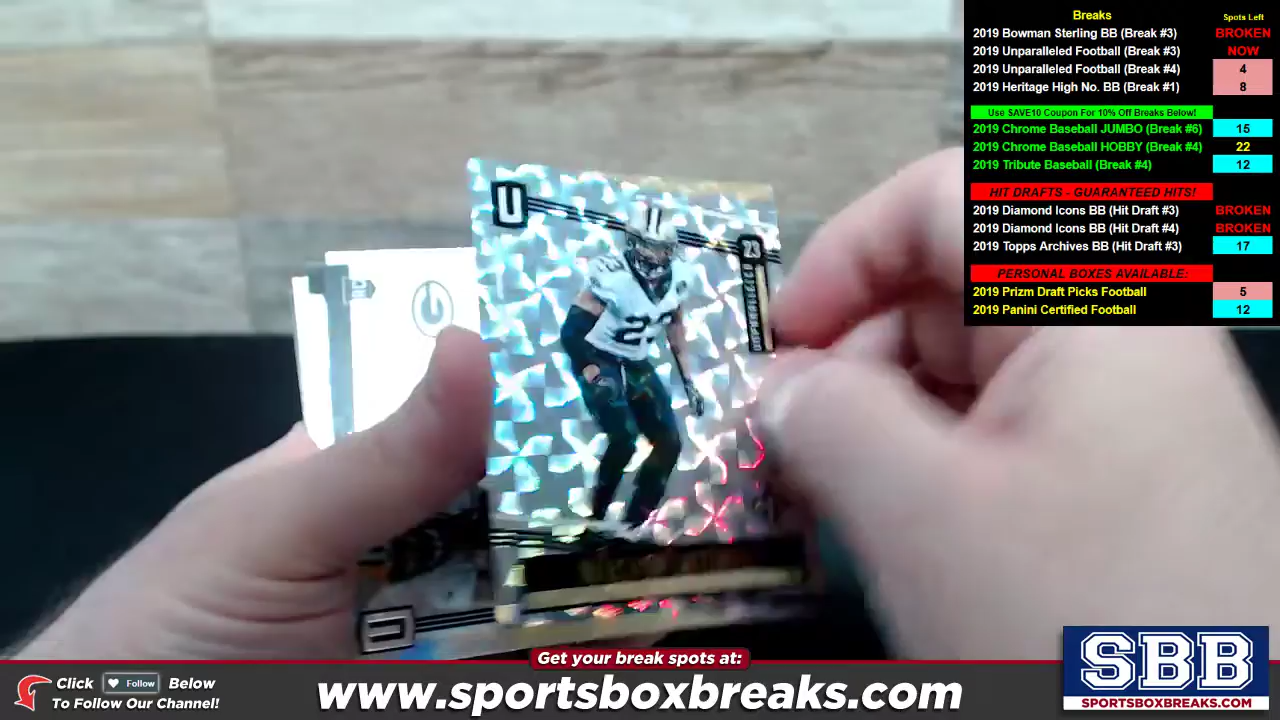 Breaks Spots Left
2019 Bowman Sterling BB (Break #3) BROKEN
2019 Unparalleled Football (Break #3) NOW
2019 Unparalleled Football (Break #4) 4
2019 Heritage High No. BB (Break #1) 8
Use $AVE10 Coupon For 10% Off Breaks Below!
2019 Chrome Baseball JUMBO (Break #6) 15
2019 Chrome Baseball HOBBY (Break #4) 22
2019 Tribute Baseball (Break #4) 12
HIT DRAFTS - GUARANTEED HITS!
2019 Diamond Icons BB (Hit Draft #3) BROKEN
2019 Diamond Icons BB (Hit Draft #4) BROKEN
2019 Topps Archives BB (Hit Draft #3) 17
PERSONAL BOXES AVAILABLE:
2019 Prizm Draft Picks Football 5
2019 Panini Certified Football 12
U
23
UNPARALLELED
23
RC
G
U
Get your break spots at:
Click Follow Below
To Follow Our Channel!
www.sportsboxbreaks.com
SBB
SPORTSBOXBREAKS.COM